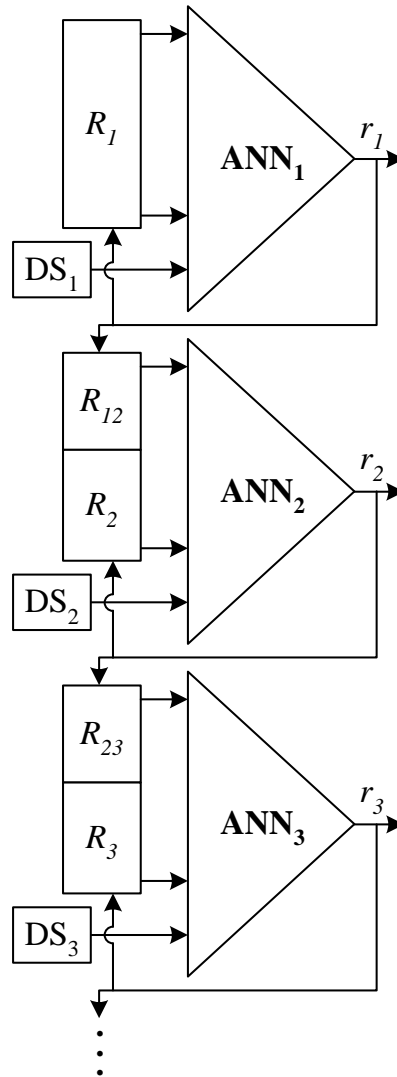 R₁
ANN₁
r₁
DS₁
R₁₂
R₂
ANN₂
r₂
DS₂
R₂₃
R₃
ANN₃
r₃
DS₃